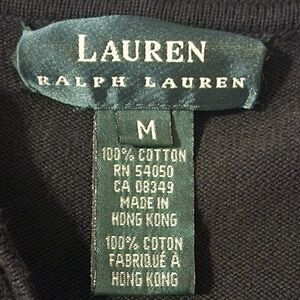 LAUREN
RALPH LAUREN
M
100% COTTON
RN 54050
CA 08349
MADE IN
HONG KONG
100% COTON
FABRIQUÉ À
HONG KONG